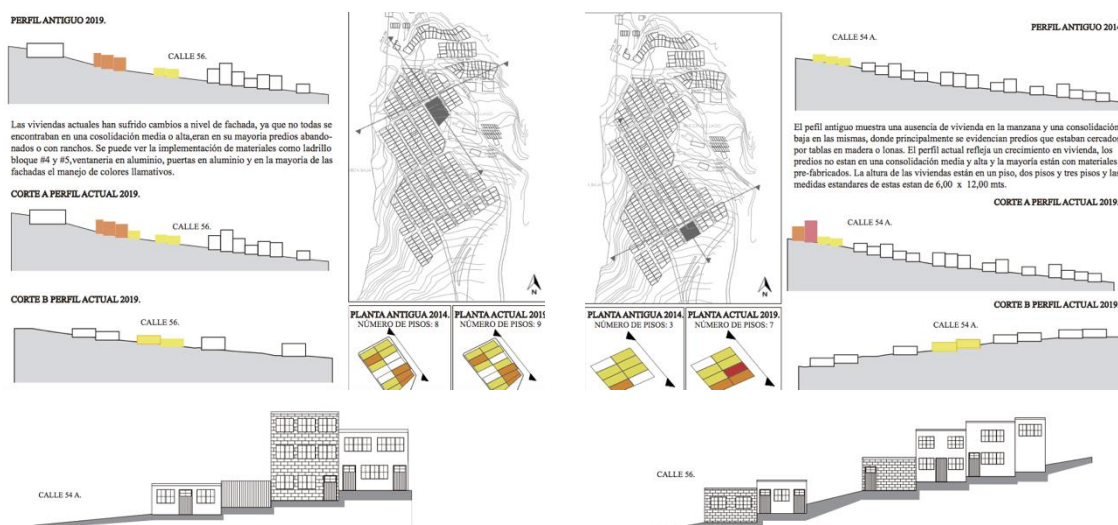 PERFIL ANTIGUO 2019.
CALLE 56.
Las viviendas actuales han sufrido cambios a nivel de fachada, ya que no todas se
encontraban en una cosolidación media o alta,eran en su mayoria predios abando-
nados o con ranchos. Se puede ver la implementación de materiales como ladrillo
bloque #4 y #5,ventaneria en aluminio, puertas en aluminio y en la mayoría de las
fachadas el manejo de colores llamativos.
CORTE A PERFIL ACTUAL 2019.
CALLE 56.
CORTE B PERFIL ACTUAL 2019.
CALLE 56.
N
PLANTA ANTIGUA 2014.
NÚMERO DE PISOS: 8
PLANTA ACTUAL 2019
NÚMERO DE PISOS: 9
CALLE 54 A.
N
PLANTA ANTIGUA 2014.
NÚMERO DE PISOS: 3
PLANTA ACTUAL 2019.
NÚMERO DE PISOS: 7
PERFIL ANTIGUO 2014
CALLE 54 A.
El pefil antiguo muestra una ausencia de vivienda en la manzana y una consolidación
baja en las mismas, donde principalmente se evidencian predios que estaban cercados
por tablas en madera o lonas. El perfil actual refleja un crecimiento en vivienda, los
predios no estan en una consolidación media y alta y la mayoría están con materiales
pre-fabricados. La altura de las viviendas están en un piso, dos pisos y tres pisos y las
medidas estandares de estas estan de 6,00 x 12,00 mts.
CORTE A PERFIL ACTUAL 2019.
CALLE 54 A.
CORTE B PERFIL ACTUAL 2019
CALLE 54 A.
CALLE 56.